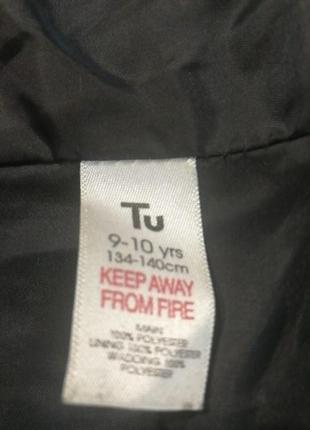 Tu
9-10 yrs
134-140cm
KEEP AWAY
FROM FIRE
MAIN
100% POLYESTER
LINING 100% POLYESTER
WADDING 100%
POLYESTER